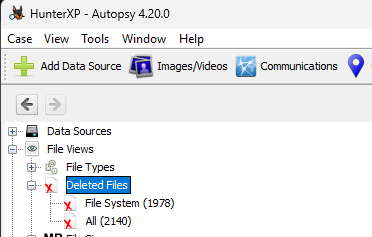 HunterXP - Autopsy 4.20.0
Case View Tools Window Help
Add Data Source Images/Videos Communications
Data Sources
File Views
File Types
Deleted Files
File System (1978)
All (2140)